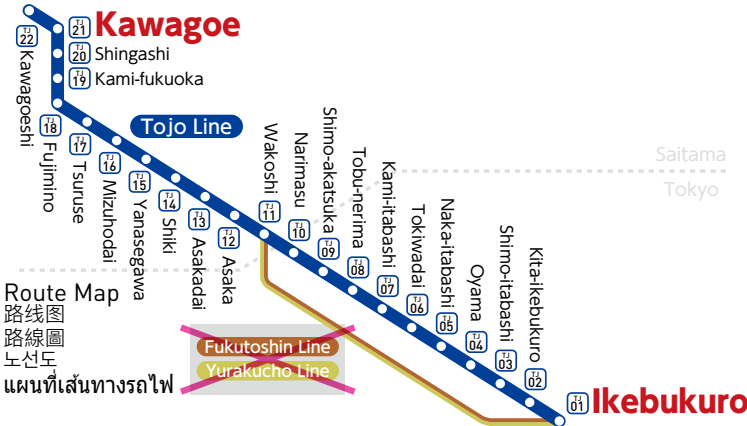 TJ 22
Kawagoeshi
TJ 21 Kawagoe
TJ 20 Shingashi
TJ 19 Kami-fukuoka
TJ 18
Fujimino
TJ 17
Tsuruse
TJ 16
Mizuhodai
TJ 15
Yanasegawa
TJ 14
Shiki
TJ 13
Asakadai
TJ 12
Asaka
Tojo Line
Wakoshi
TJ 11
Narimasu
TJ 10
Shimo-akatsuka
TJ 09
Tobu-nerima
TJ 08
Kami-itabashi
TJ 07
Tokiwadai
TJ 06
Naka-itabashi
TJ 05
Oyama
TJ 04
Shimo-itabashi
TJ 03
Kita-ikebukuro
TJ 02
TJ 01 Ikebukuro
Saitama
Tokyo
Route Map
路线图
路線圖
노선도
แผนที่เส้นทางรถไฟ
Fukutoshin Line
Yurakucho Line